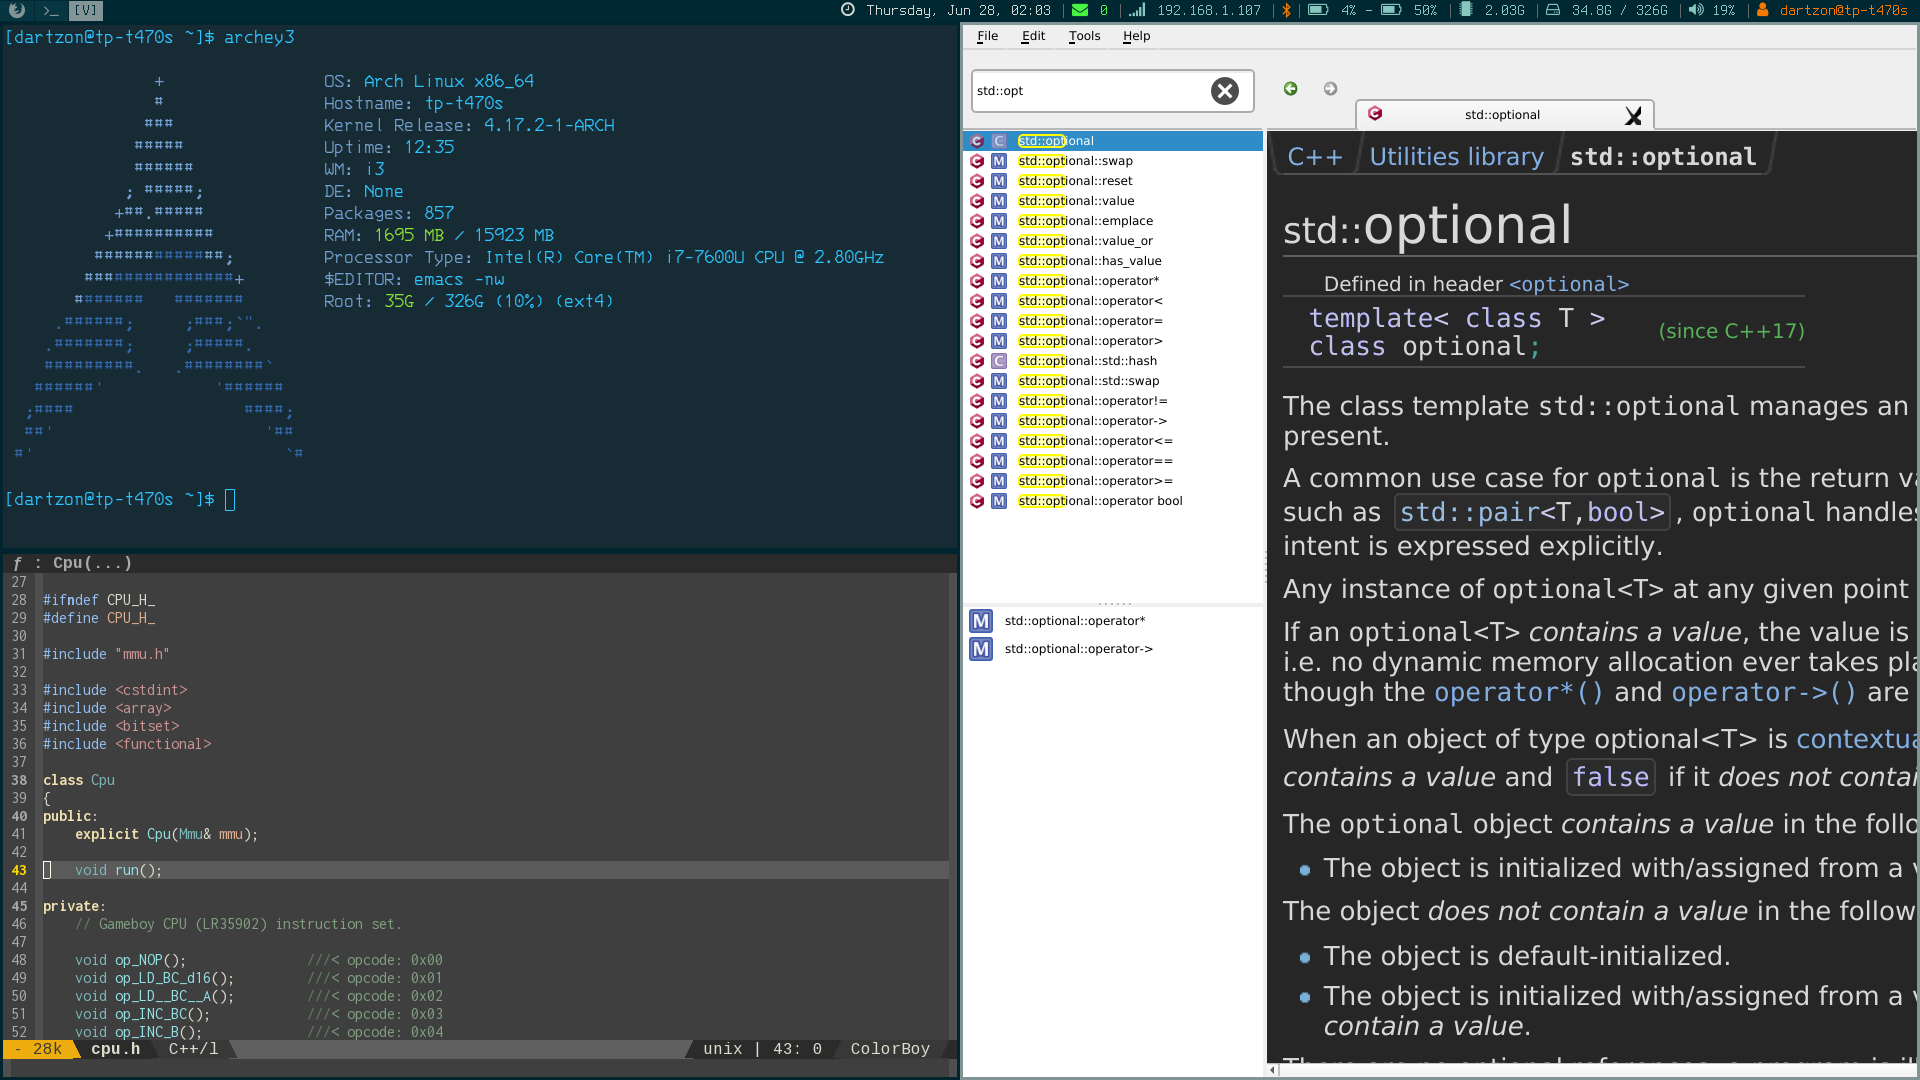 >_ [V]
Thursday, Jun 28, 02:03 | 0 | 192.168.1.107 | 4% - 50% | 2.03G | 34.8G / 326G | 19% | dartzon@tp-t470s
[dartzon@tp-t470s ~]$ archey3
OS: Arch Linux x86_64
Hostname: tp-t470s
Kernel Release: 4.17.2-1-ARCH
Uptime: 12:35
WM: i3
DE: None
Packages: 857
RAM: 1695 MB / 15923 MB
Processor Type: Intel(R) Core(TM) i7-7600U CPU @ 2.80GHz
$EDITOR: emacs -nw
Root: 35G / 326G (10%) (ext4)
[dartzon@tp-t470s ~]$
ƒ : Cpu(...)
27
28 #ifndef CPU_H_
29 #define CPU_H_
30
31 #include "mmu.h"
32
33 #include <cstdint>
34 #include <array>
35 #include <bitset>
36 #include <functional>
37
38 class Cpu
39 {
40 public:
41     explicit Cpu(Mmu& mmu);
42
43     void run();
44
45 private:
46     // Gameboy CPU (LR35902) instruction set.
47
48     void op_NOP();               ///< opcode: 0x00
49     void op_LD_BC_d16();         ///< opcode: 0x01
50     void op_LD__BC__A();         ///< opcode: 0x02
51     void op_INC_BC();            ///< opcode: 0x03
52     void op_INC_B();             ///< opcode: 0x04
- 28k cpu.h C++/l unix | 43: 0 ColorBoy
File Edit Tools Help
std::opt
std::optional
std::optional
std::optional::swap
std::optional::reset
std::optional::value
std::optional::emplace
std::optional::value_or
std::optional::has_value
std::optional::operator*
std::optional::operator<
std::optional::operator=
std::optional::operator>
std::optional::std::hash
std::optional::std::swap
std::optional::operator!=
std::optional::operator->
std::optional::operator<=
std::optional::operator==
std::optional::operator>=
std::optional::operator bool
M std::optional::operator*
M std::optional::operator->
C++ Utilities library std::optional
std::optional
Defined in header <optional>
template< class T >
class optional;
(since C++17)
The class template std::optional manages an
present.
A common use case for optional is the return va
such as std::pair<T,bool>, optional handles
intent is expressed explicitly.
Any instance of optional<T> at any given point
If an optional<T> contains a value, the value is
i.e. no dynamic memory allocation ever takes pla
though the operator*() and operator->() are
When an object of type optional<T> is contextua
contains a value and false if it does not contai
The optional object contains a value in the follo
The object is initialized with/assigned from a v
The object does not contain a value in the follow
The object is default-initialized.
The object is initialized with/assigned from a v
contain a value.